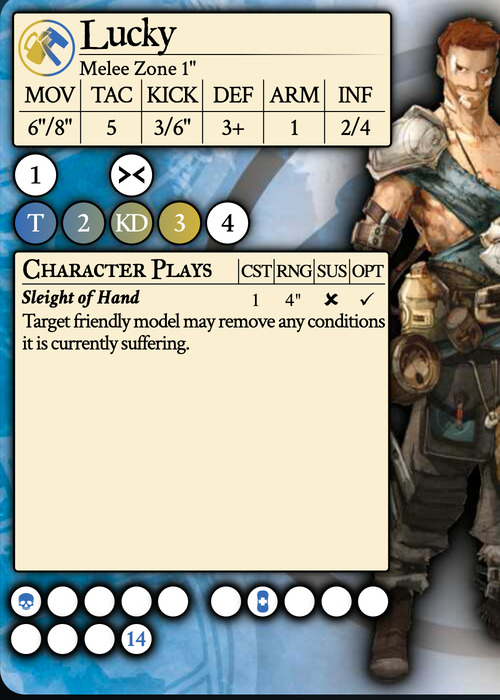 Lucky
Melee Zone 1"
MOV TAC KICK DEF ARM INF
6"/8" 5 3/6" 3+ 1 2/4
1 ><
T 2 KD 3 4
Character Plays CST RNG SUS OPT
Sleight of Hand 1 4" ✘ ✓
Target friendly model may remove any conditions
it is currently suffering.
14